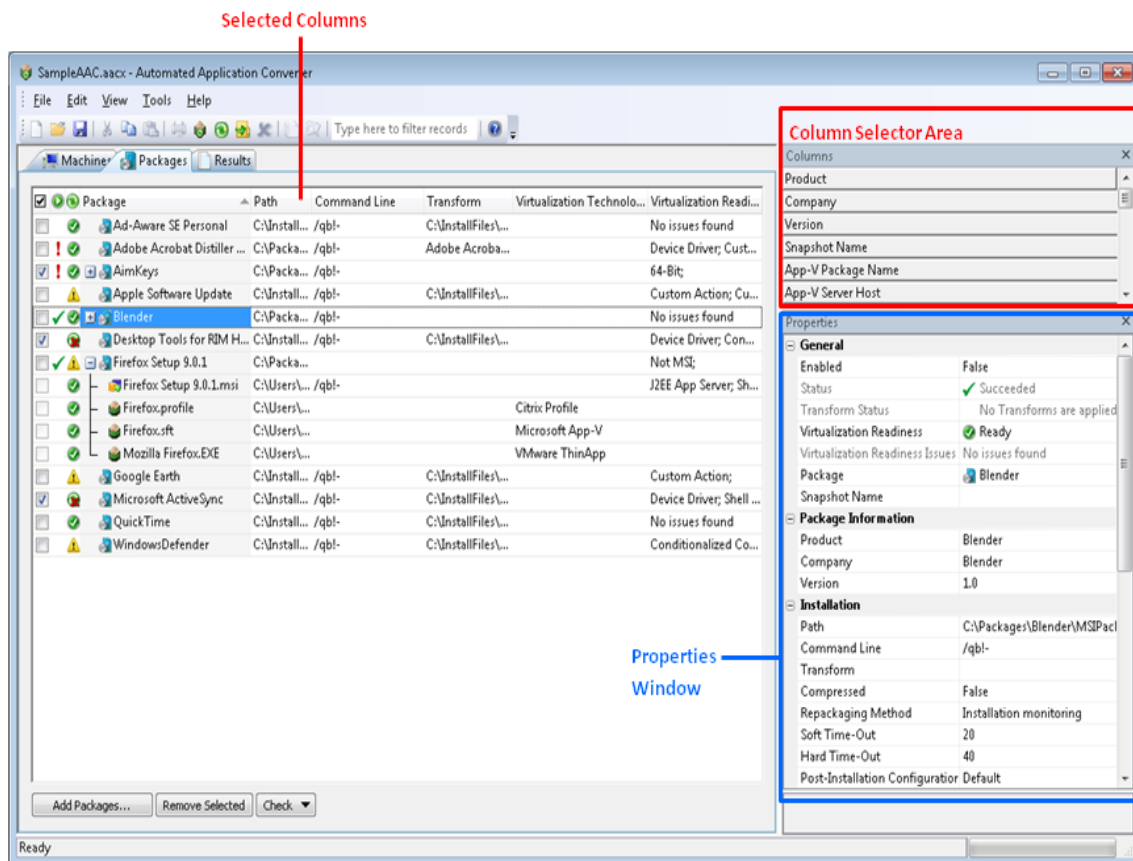 Selected Columns
SampleAAC.aacx - Automated Application Converter
File Edit View Tools Help
Type here to filter records
Machines Packages Results
Package Path Command Line Transform Virtualization Technolo... Virtualization Readi...
Ad-Aware SE Personal C:\Install... /qb!- C:\InstallFiles\... No issues found
Adobe Acrobat Distiller ... C:\Packa... /qb!- Adobe Acroba... Device Driver; Cust...
AimKeys C:\Packa... /qb!- 64-Bit;
Apple Software Update C:\Install... /qb!- C:\InstallFiles\... Custom Action; Cu...
Blender C:\Packa... /qb!- No issues found
Desktop Tools for RIM H... C:\Install... /qb!- C:\InstallFiles\... Device Driver; Con...
Firefox Setup 9.0.1 C:\Packa... Not MSI;
Firefox Setup 9.0.1.msi C:\Users\... /qb!- J2EE App Server; Sh...
Firefox.profile C:\Users\... Citrix Profile
Firefox.sft C:\Users\... Microsoft App-V
Mozilla Firefox.EXE C:\Users\... VMware ThinApp
Google Earth C:\Install... /qb!- C:\InstallFiles\... Custom Action;
Microsoft ActiveSync C:\Install... /qb!- C:\InstallFiles\... Device Driver; Shell ...
QuickTime C:\Install... /qb!- C:\InstallFiles\... No issues found
WindowsDefender C:\Install... /qb!- C:\InstallFiles\... Conditionalized Co...
Add Packages... Remove Selected Check
Ready
Column Selector Area
Columns
Product
Company
Version
Snapshot Name
App-V Package Name
App-V Server Host
Properties
Window
Properties
General
Enabled False
Status Succeeded
Transform Status No Transforms are applied
Virtualization Readiness Ready
Virtualization Readiness Issues No issues found
Package Blender
Snapshot Name
Package Information
Product Blender
Company Blender
Version 1.0
Installation
Path C:\Packages\Blender\MSIPacl
Command Line /qb!-
Transform
Compressed False
Repackaging Method Installation monitoring
Soft Time-Out 20
Hard Time-Out 40
Post-Installation Configuration Default